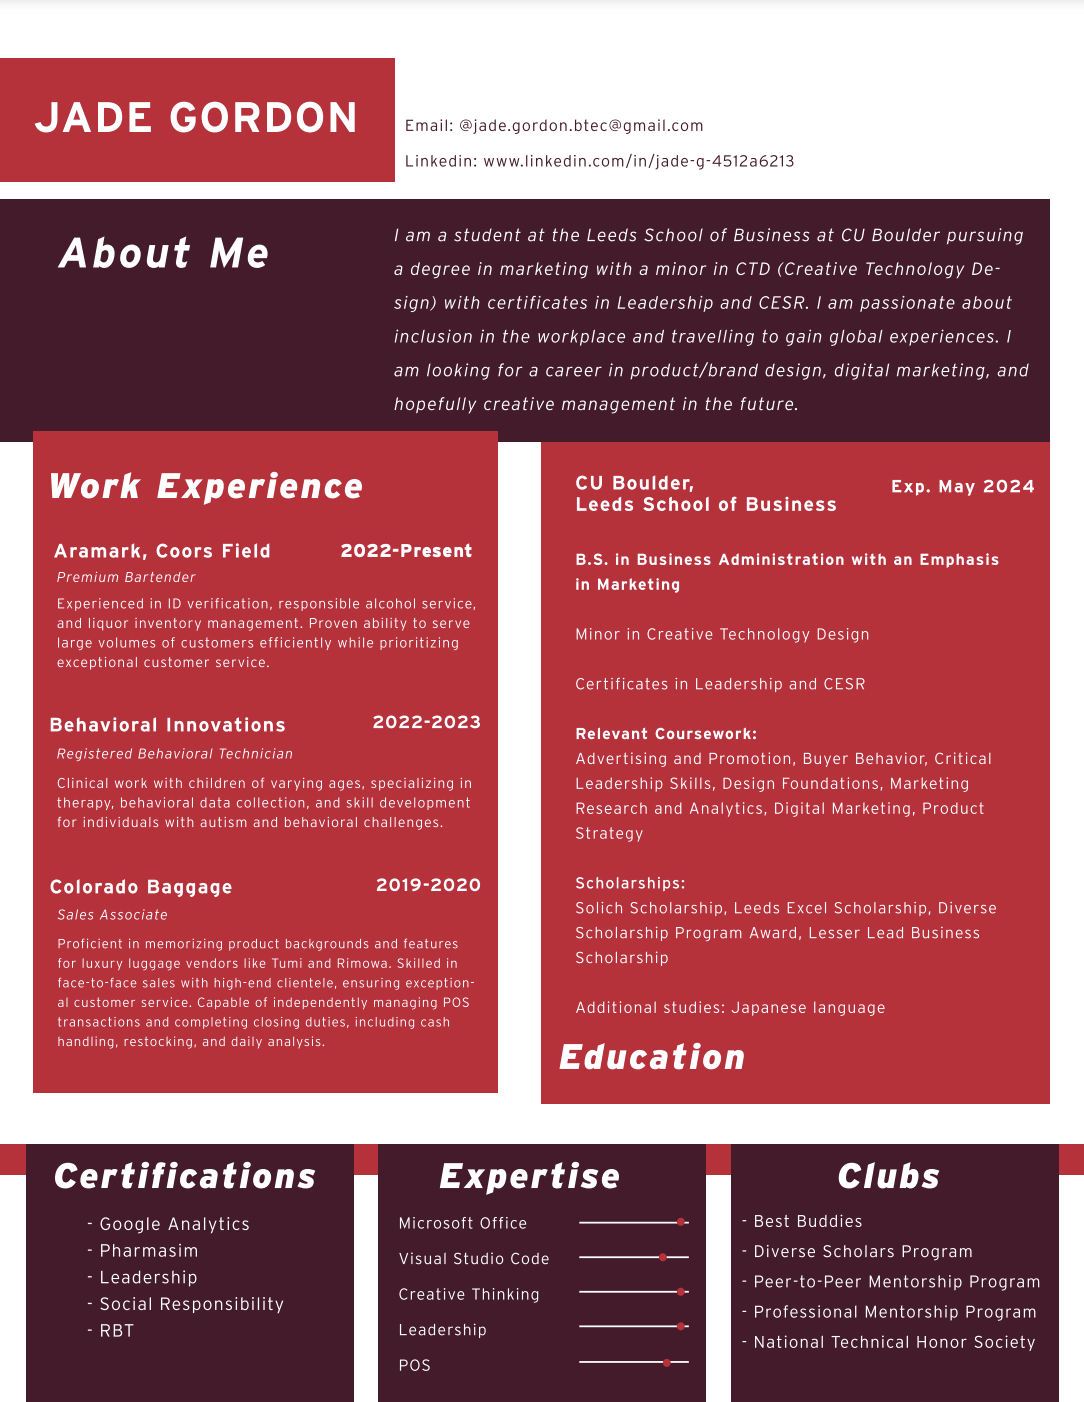 JADE GORDON
Email: @jade.gordon.btec@gmail.com
Linkedin: www.linkedin.com/in/jade-g-4512a6213
About Me
I am a student at the Leeds School of Business at CU Boulder pursuing
a degree in marketing with a minor in CTD (Creative Technology De-
sign) with certificates in Leadership and CESR. I am passionate about
inclusion in the workplace and travelling to gain global experiences. I
am looking for a career in product/brand design, digital marketing, and
hopefully creative management in the future.
Work Experience
Aramark, Coors Field 2022-Present
Premium Bartender
Experienced in ID verification, responsible alcohol service,
and liquor inventory management. Proven ability to serve
large volumes of customers efficiently while prioritizing
exceptional customer service.
Behavioral Innovations 2022-2023
Registered Behavioral Technician
Clinical work with children of varying ages, specializing in
therapy, behavioral data collection, and skill development
for individuals with autism and behavioral challenges.
Colorado Baggage 2019-2020
Sales Associate
Proficient in memorizing product backgrounds and features
for luxury luggage vendors like Tumi and Rimowa. Skilled in
face-to-face sales with high-end clientele, ensuring exception-
al customer service. Capable of independently managing POS
transactions and completing closing duties, including cash
handling, restocking, and daily analysis.
CU Boulder,
Leeds School of Business
Exp. May 2024
B.S. in Business Administration with an Emphasis
in Marketing
Minor in Creative Technology Design
Certificates in Leadership and CESR
Relevant Coursework:
Advertising and Promotion, Buyer Behavior, Critical
Leadership Skills, Design Foundations, Marketing
Research and Analytics, Digital Marketing, Product
Strategy
Scholarships:
Solich Scholarship, Leeds Excel Scholarship, Diverse
Scholarship Program Award, Lesser Lead Business
Scholarship
Additional studies: Japanese language
Education
Certifications
- Google Analytics
- Pharmasim
- Leadership
- Social Responsibility
- RBT
Expertise
Microsoft Office
Visual Studio Code
Creative Thinking
Leadership
POS
Clubs
- Best Buddies
- Diverse Scholars Program
- Peer-to-Peer Mentorship Program
- Professional Mentorship Program
- National Technical Honor Society